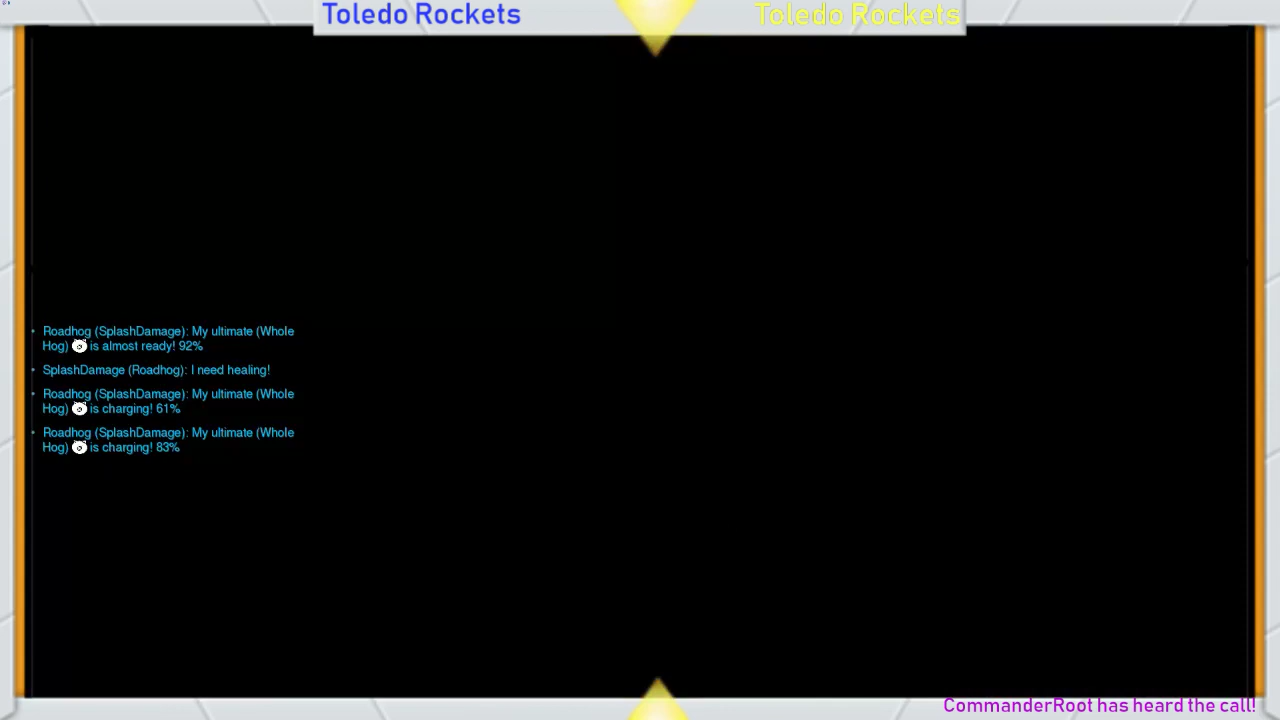 Toledo Rockets
Toledo Rockets
• Roadhog (SplashDamage): My ultimate (Whole
Hog) is almost ready! 92%
• SplashDamage (Roadhog): I need healing!
• Roadhog (SplashDamage): My ultimate (Whole
Hog) is charging! 61%
• Roadhog (SplashDamage): My ultimate (Whole
Hog) is charging! 83%
CommanderRoot has heard the call!